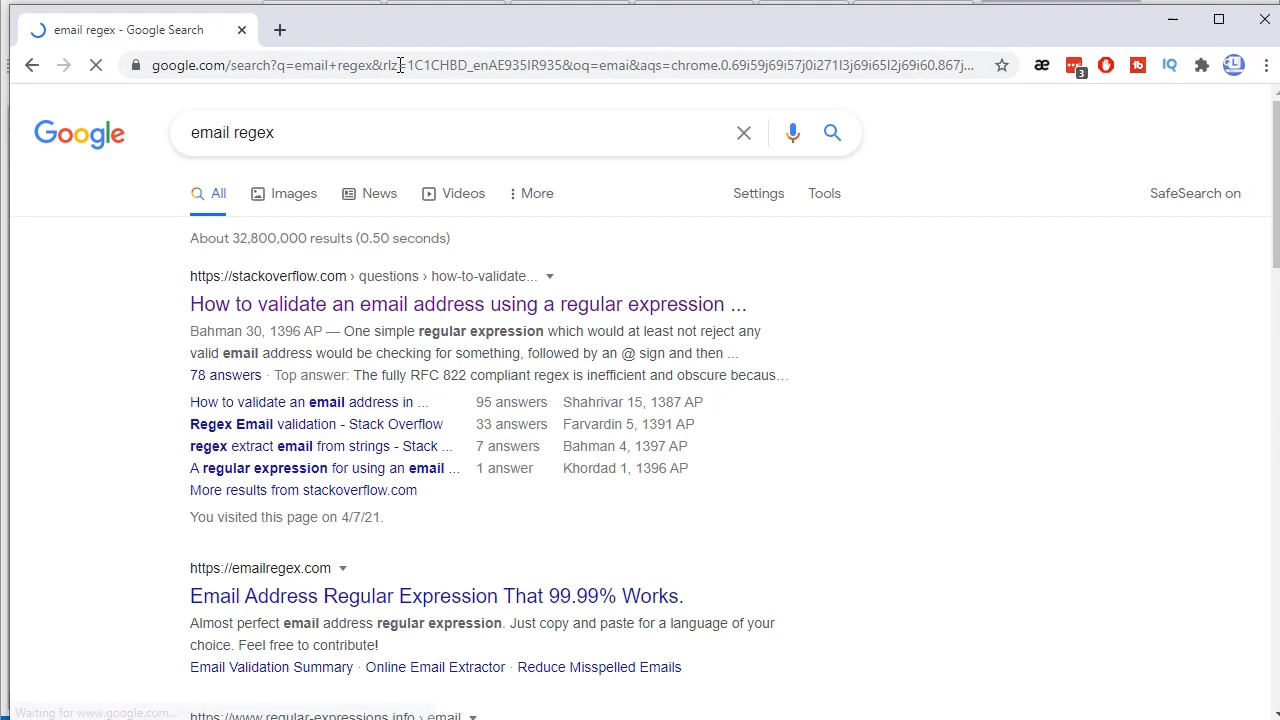 email regex - Google Search
google.com/search?q=email+regex&rlz=1C1CHBD_enAE935IR935&oq=emai&aqs=chrome.0.69i59j69i57j0i271l3j69i65l2j69i60.867j...
3
Google
email regex
All Images News Videos More Settings Tools SafeSearch on
About 32,800,000 results (0.50 seconds)
https://stackoverflow.com › questions › how-to-validate...
How to validate an email address using a regular expression ...
Bahman 30, 1396 AP — One simple regular expression which would at least not reject any
valid email address would be checking for something, followed by an @ sign and then ...
78 answers · Top answer: The fully RFC 822 compliant regex is inefficient and obscure becaus…
How to validate an email address in ... 95 answers Shahrivar 15, 1387 AP
Regex Email validation - Stack Overflow 33 answers Farvardin 5, 1391 AP
regex extract email from strings - Stack ... 7 answers Bahman 4, 1397 AP
A regular expression for using an email ... 1 answer Khordad 1, 1396 AP
More results from stackoverflow.com
You visited this page on 4/7/21.
https://emailregex.com
Email Address Regular Expression That 99.99% Works.
Almost perfect email address regular expression. Just copy and paste for a language of your
choice. Feel free to contribute!
Email Validation Summary · Online Email Extractor · Reduce Misspelled Emails
https://www.regular-expressions.info › email
Waiting for www.google.com...